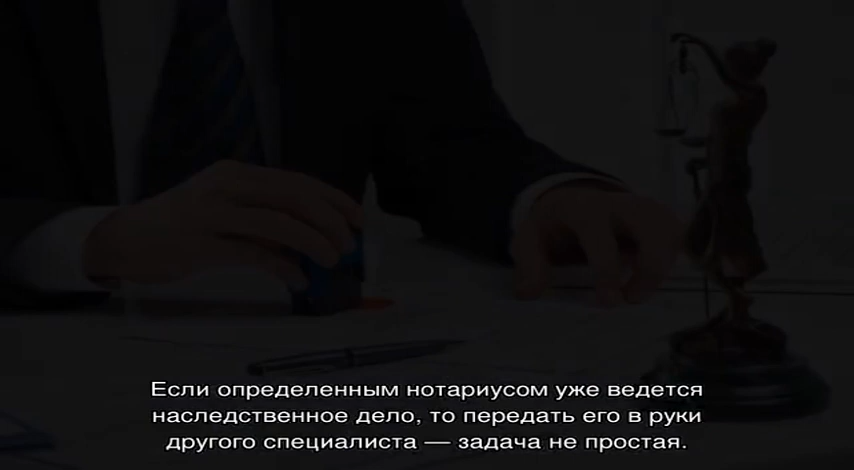 Если определенным нотариусом уже ведется
наследственное дело, то передать его в руки
другого специалиста — задача не простая.